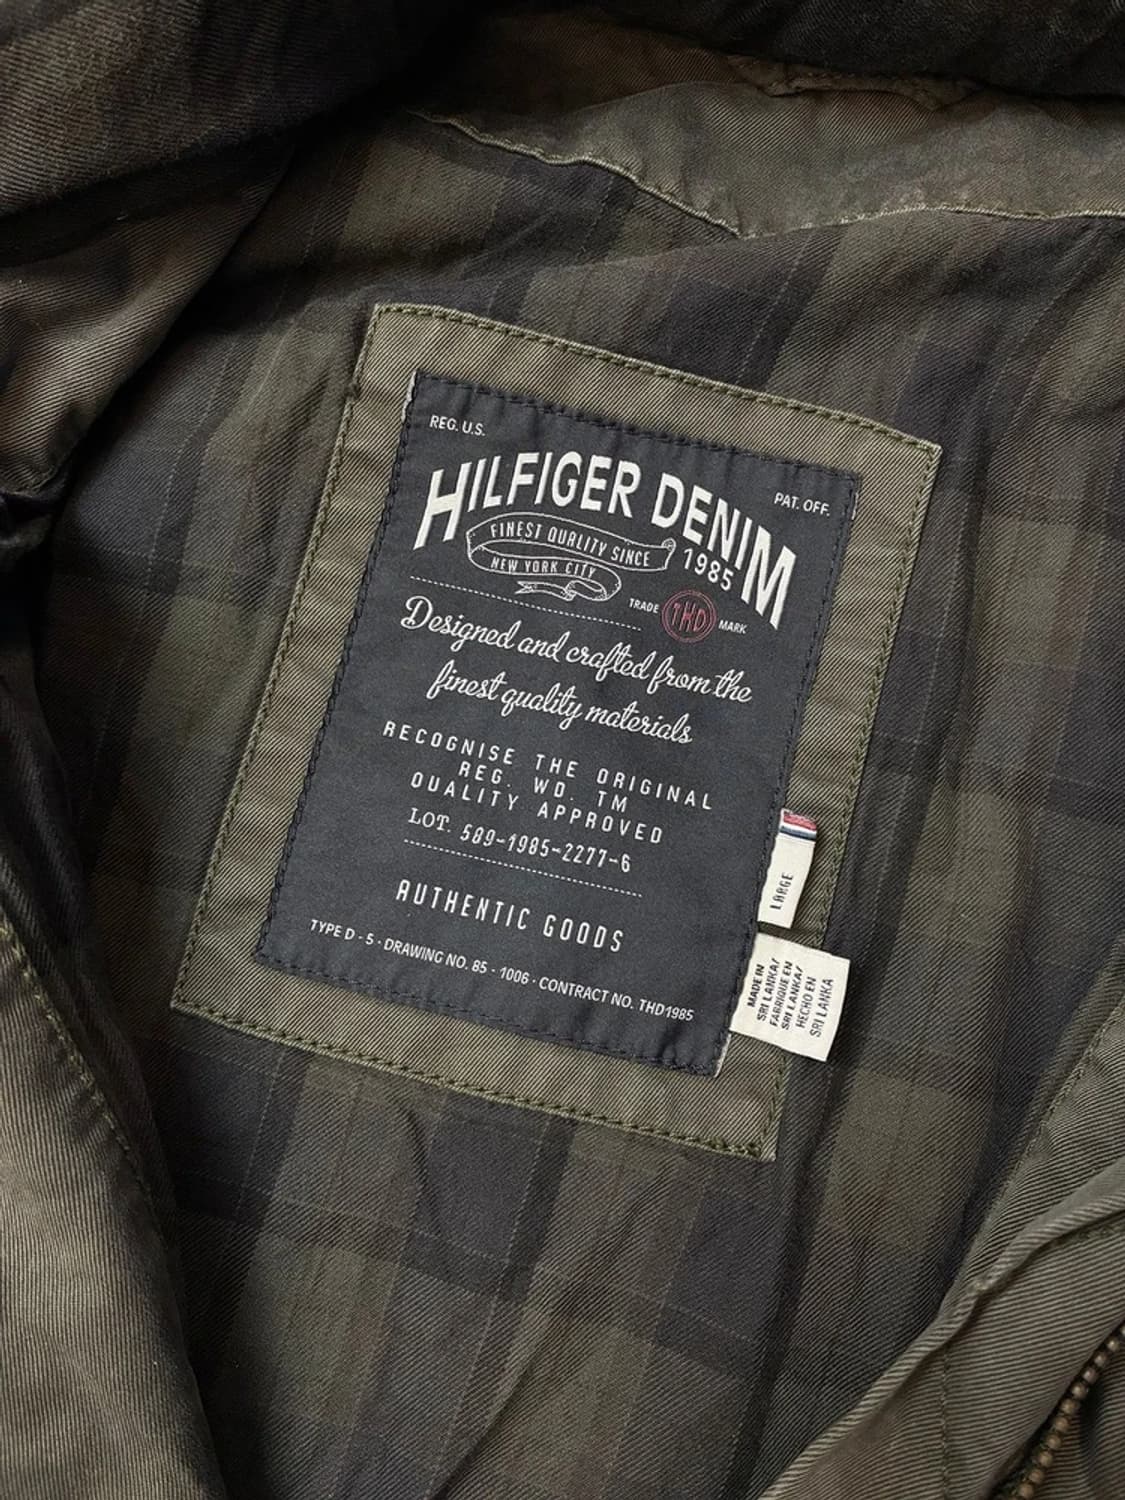 REG. U.S.
PAT. OFF.
HILFIGER DENIM
FINEST QUALITY SINCE
1985
NEW YORK CITY
TRADE THD MARK
Designed and crafted from the
finest quality materials
RECOGNISE THE ORIGINAL
REG. WD. TM
QUALITY APPROVED
LOT. 589-1985-2277-6
AUTHENTIC GOODS
TYPE D - 5 · DRAWING NO. 85 - 1006 · CONTRACT NO. THD1985
LARGE
MADE IN
SRI LANKA/
FABRIQUE EN
SRI LANKA/
HECHO EN
SRI LANKA